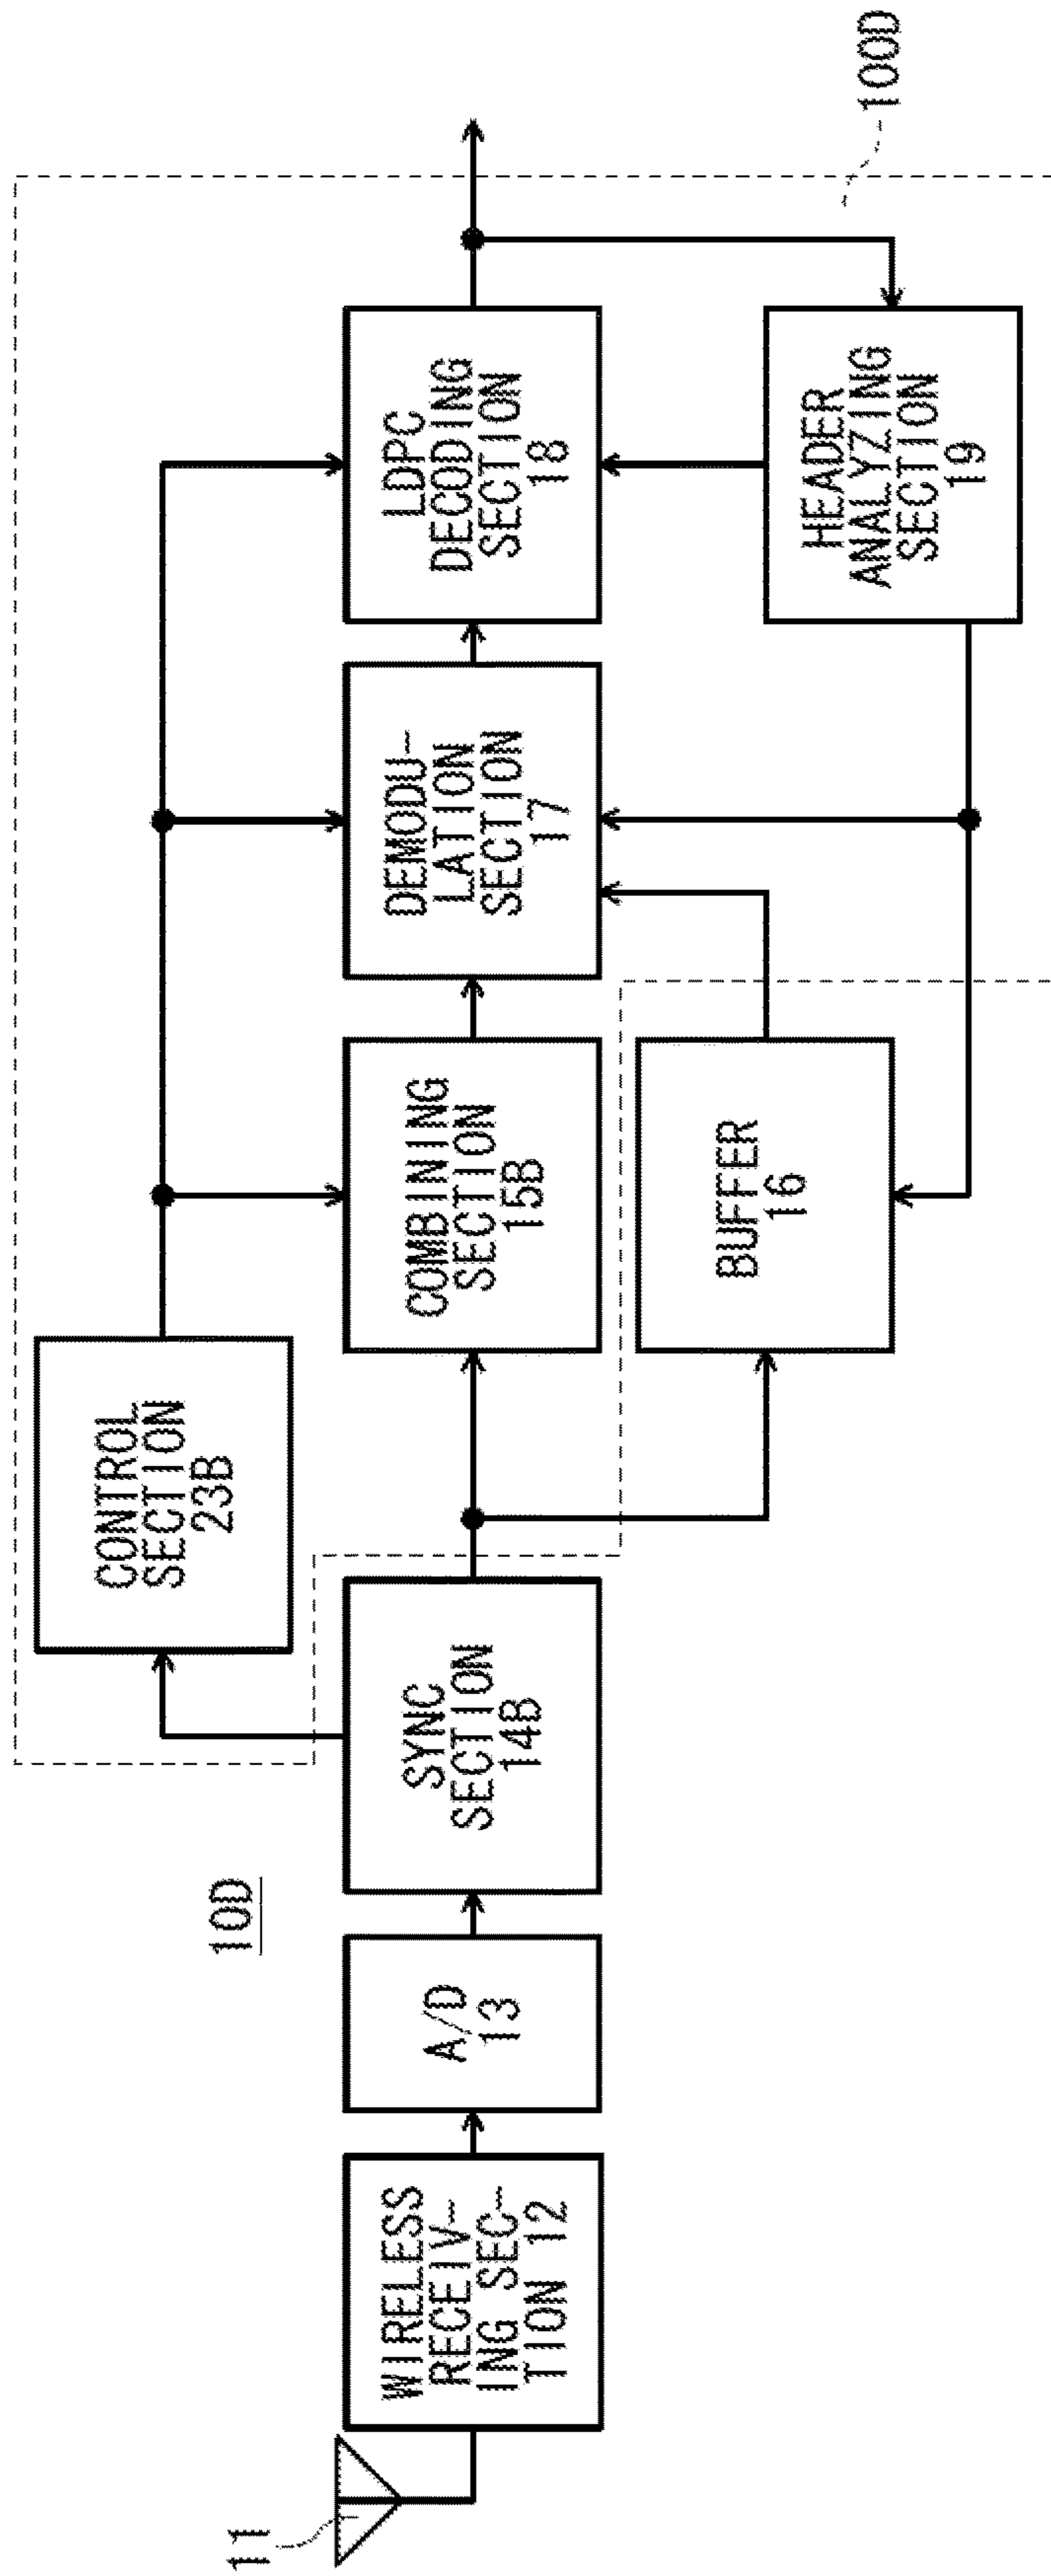 10D
11
WIRELESS
RECEIV-
ING SEC-
TION 12
A/D
13
SYNC
SECTION
14B
CONTROL
SECTION
23B
COMBINING
SECTION
15B
BUFFER
16
DEMODU-
LATION
SECTION
17
LDPC
DECODING
SECTION
18
HEADER
ANALYZING
SECTION
19
100D